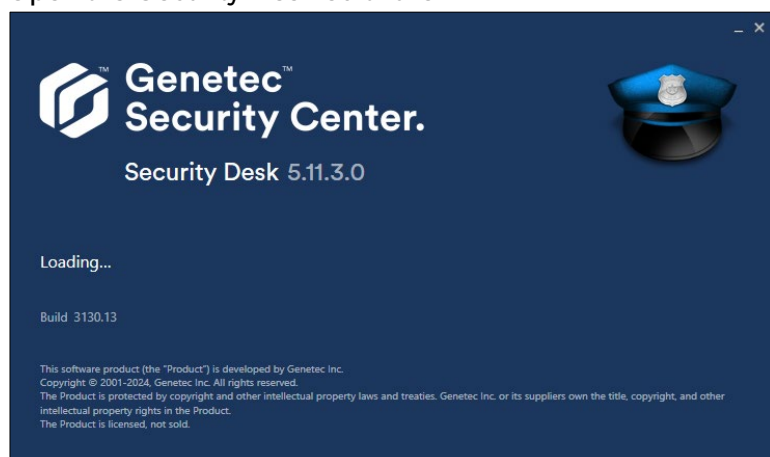 Genetec™
Security Center.
Security Desk 5.11.3.0
Loading...
Build 3130.13
This software product (the "Product") is developed by Genetec Inc.
Copyright © 2001-2024, Genetec Inc. All rights reserved.
The Product is protected by copyright and other intellectual property laws and treaties. Genetec Inc. or its suppliers own the title, copyright, and other
intellectual property rights in the Product.
The Product is licensed, not sold.